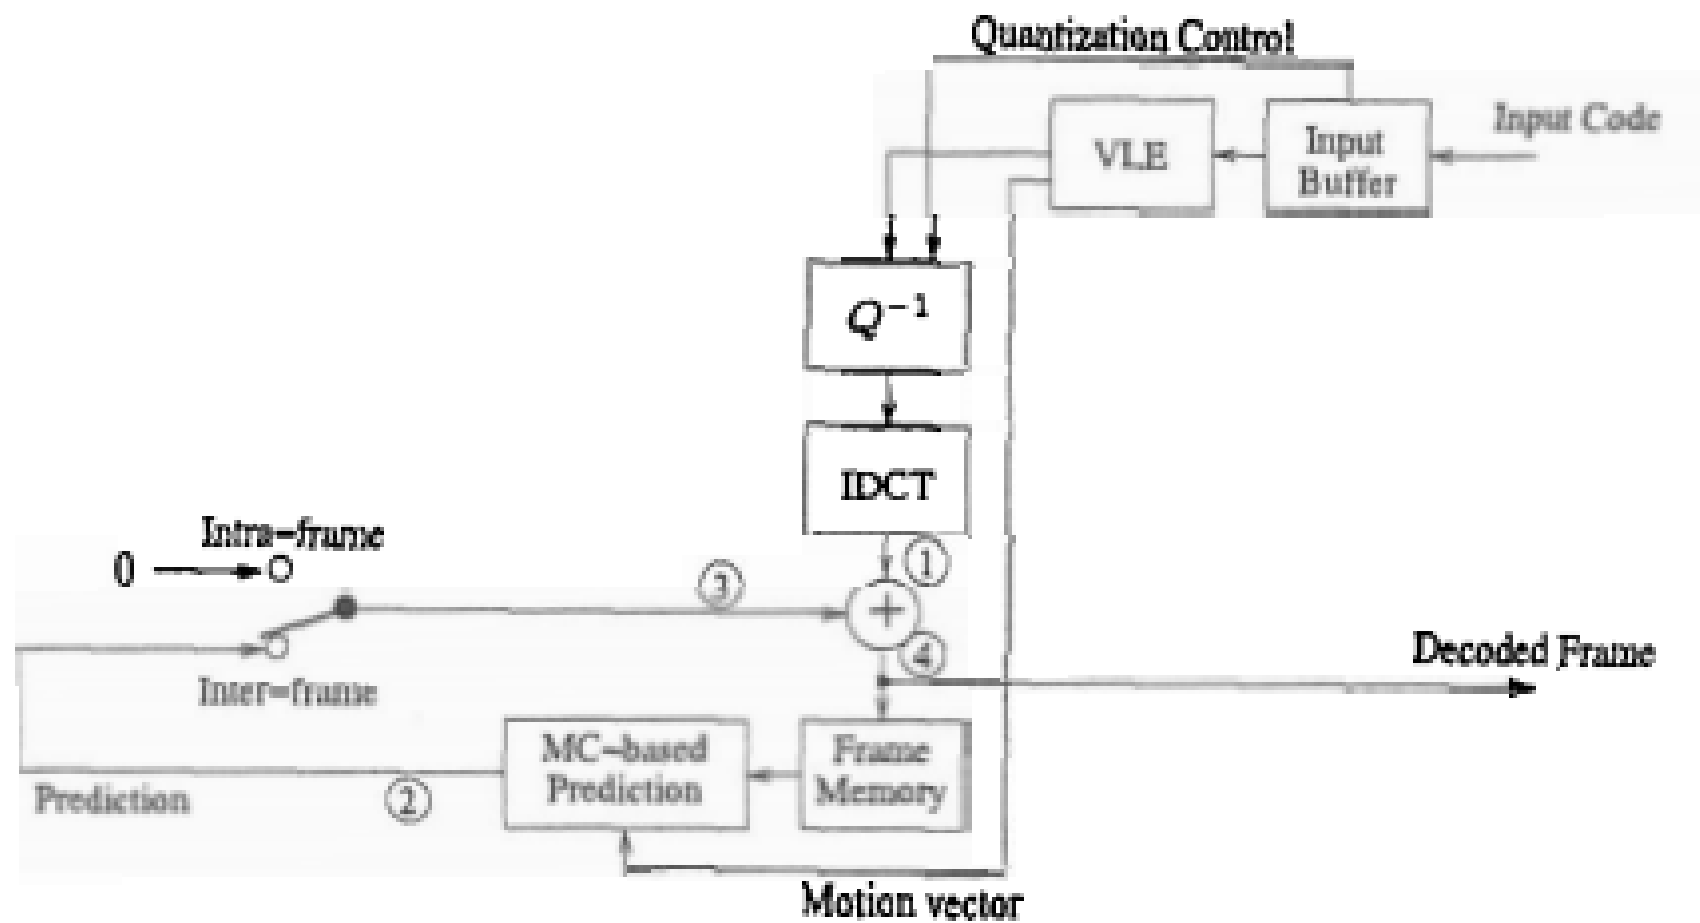 Quantization Control
Input Code
VLE
Input
Buffer
Q⁻¹
IDCT
Intra-frame
0
1
3
+
4
Decoded Frame
Inter-frame
MC-based
Prediction
Frame
Memory
Prediction
2
Motion vector